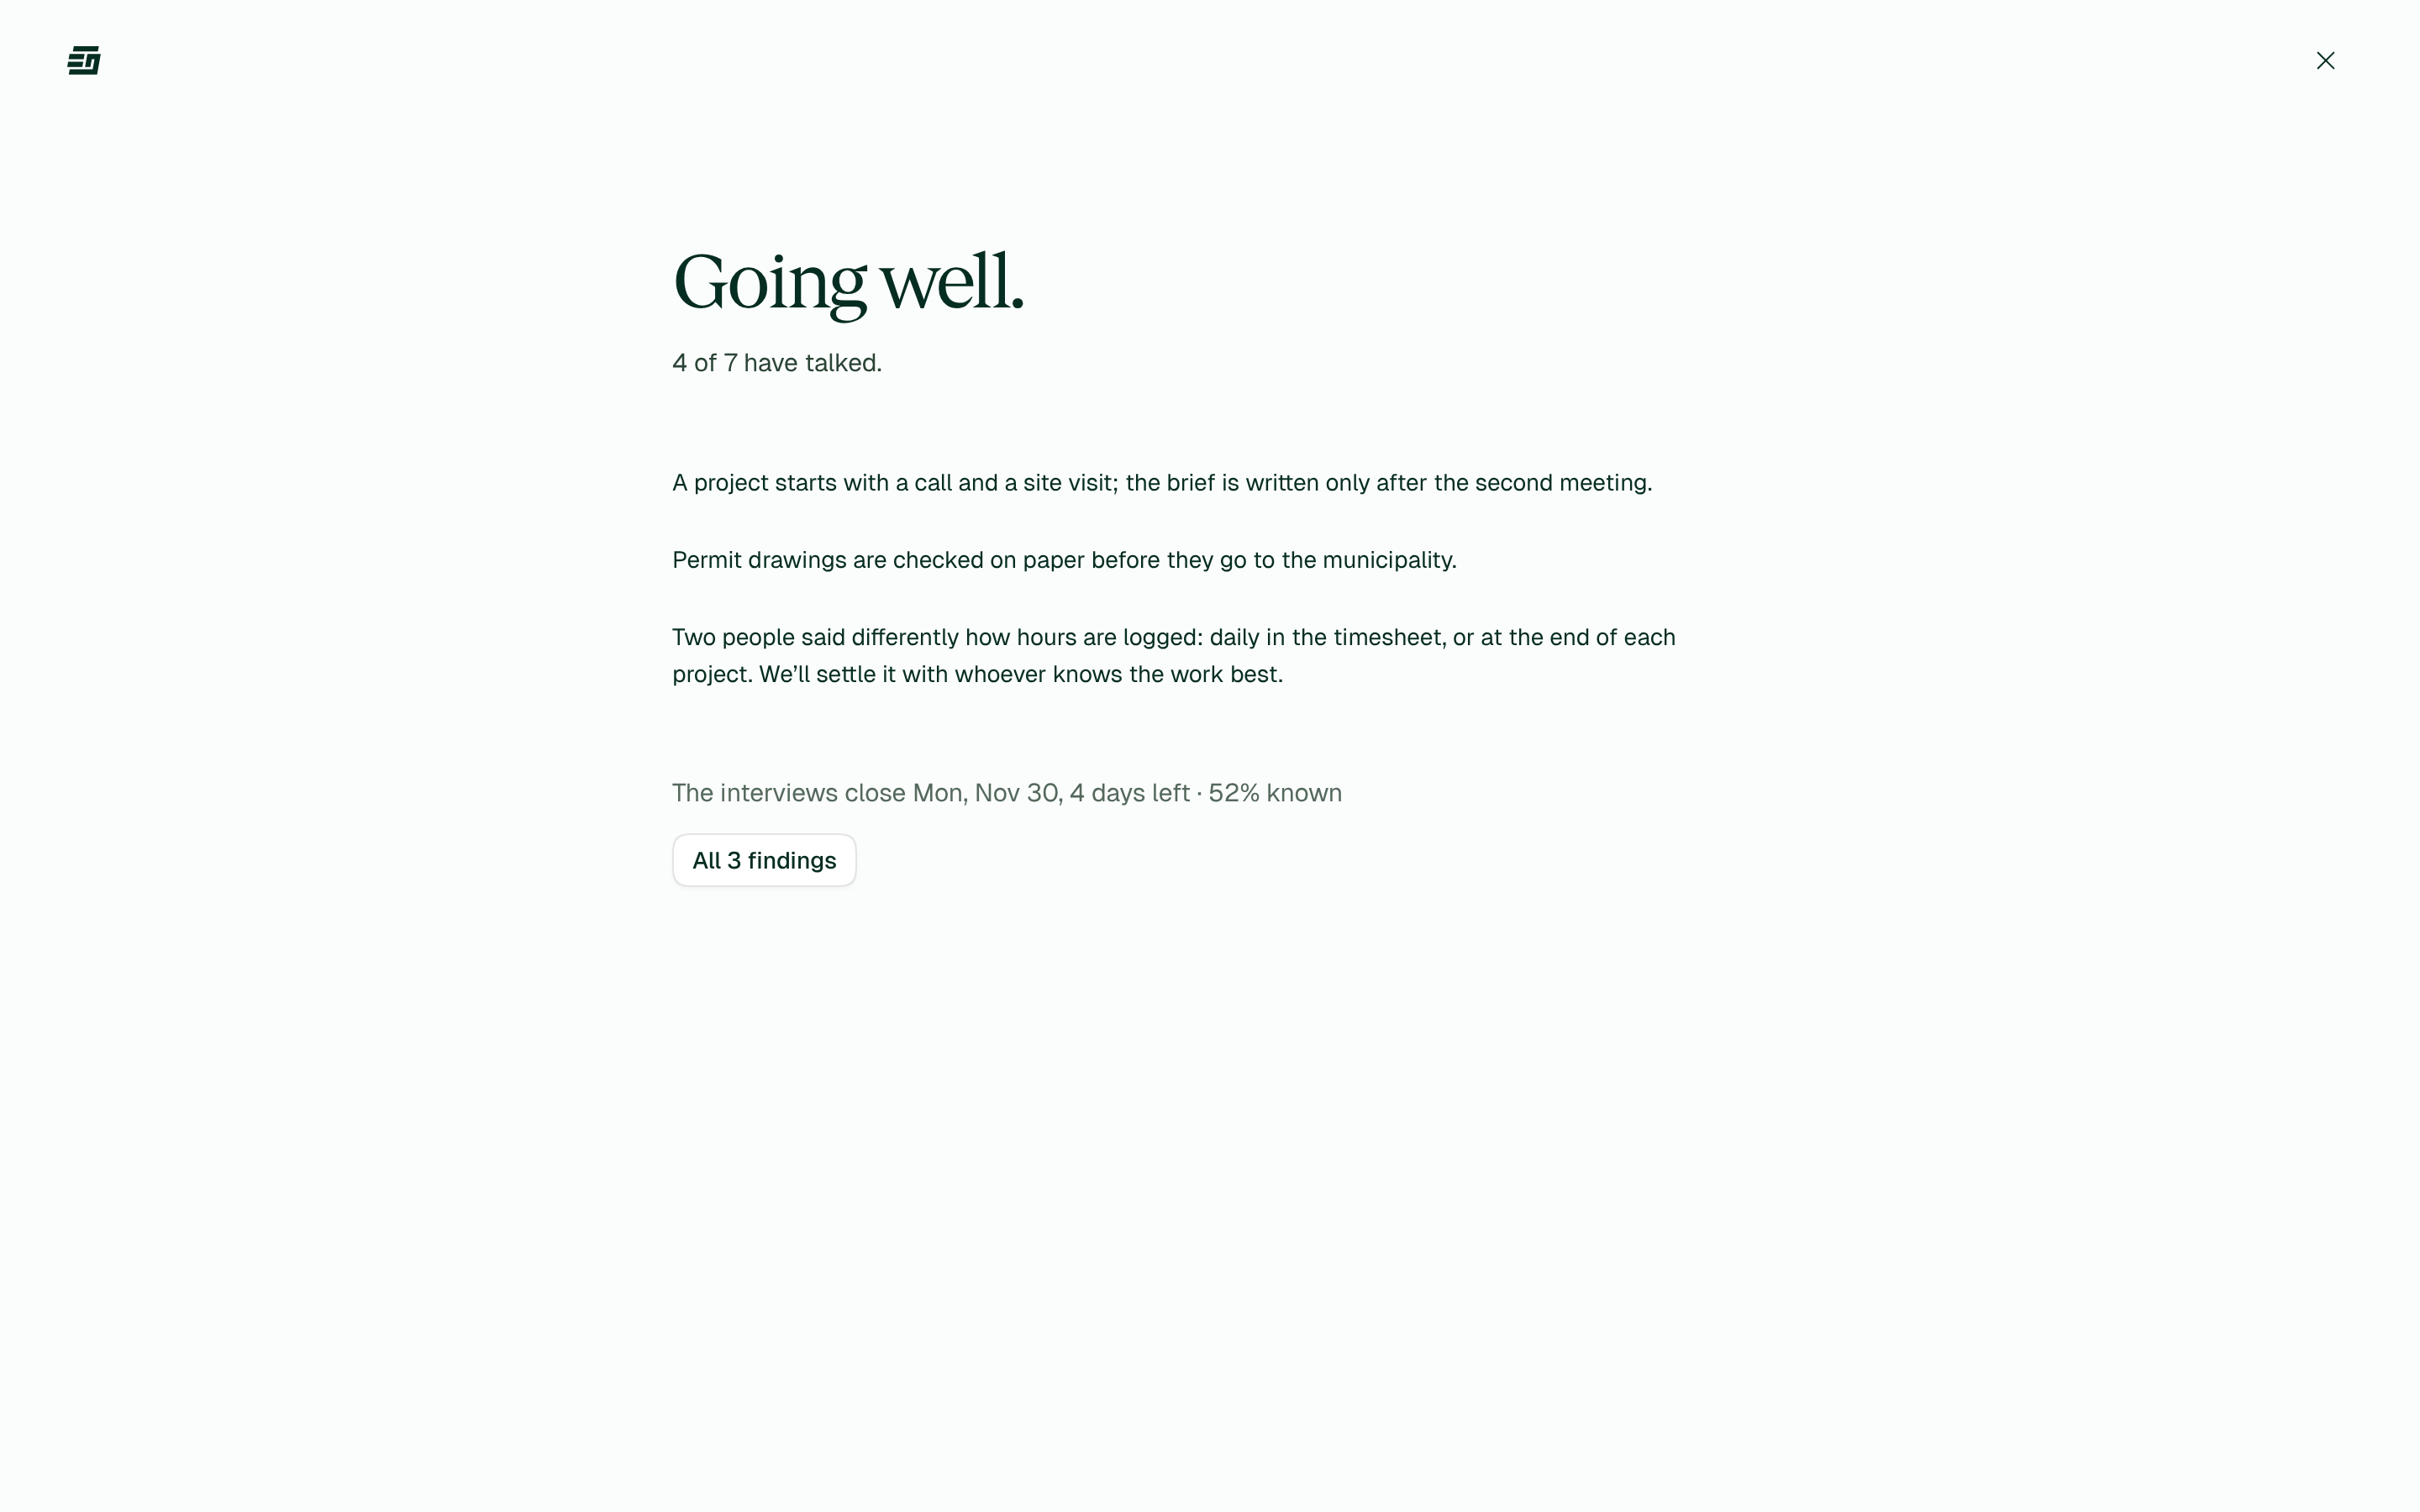 Going well.
4 of 7 have talked.
A project starts with a call and a site visit; the brief is written only after the second meeting.
Permit drawings are checked on paper before they go to the municipality.
Two people said differently how hours are logged: daily in the timesheet, or at the end of each
project. We’ll settle it with whoever knows the work best.
The interviews close Mon, Nov 30, 4 days left · 52% known
All 3 findings